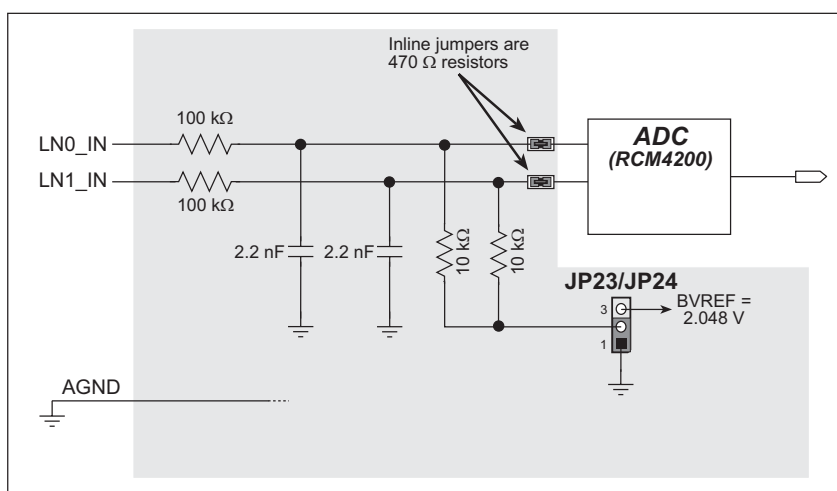 Inline jumpers are
470 Ω resistors
100 kΩ
LN0_IN
LN1_IN
100 kΩ
ADC
(RCM4200)
2.2 nF
2.2 nF
10 kΩ
10 kΩ
JP23/JP24
3
BVREF =
2.048 V
1
AGND